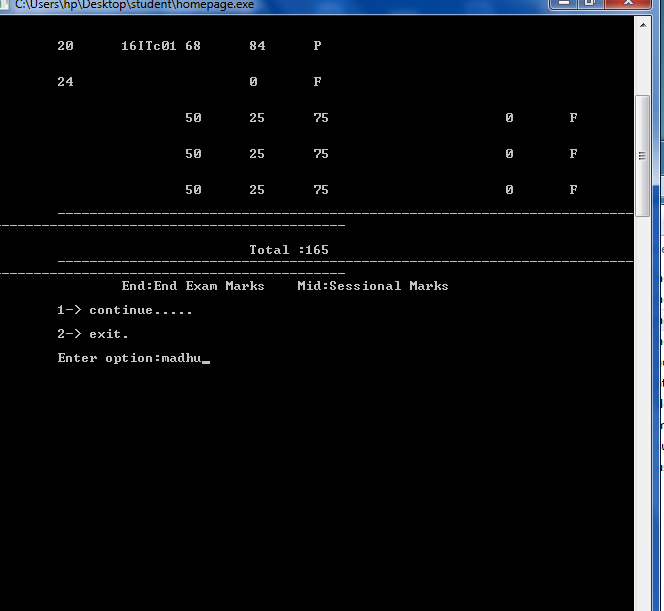 C:\Users\hp\Desktop\student\homepage.exe
20 16ITc01 68 84 P
24 0 F
50 25 75 0 F
50 25 75 0 F
50 25 75 0 F
Total :165
End:End Exam Marks Mid:Sessional Marks
1-> continue.....
2-> exit.
Enter option:madhu_